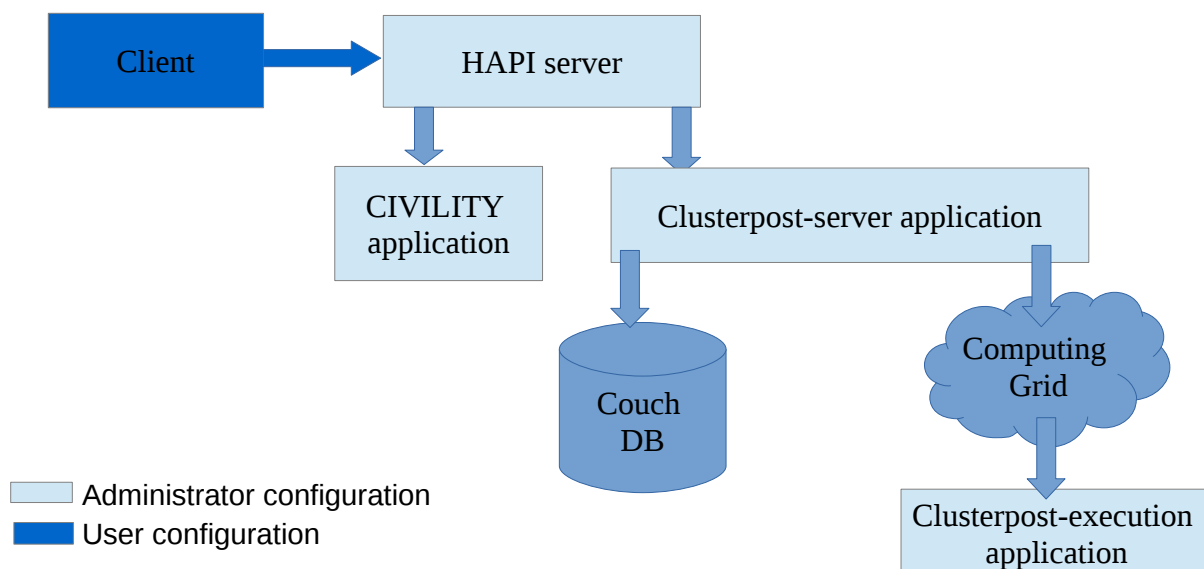 Client
HAPI server
CIVILITY
application
Clusterpost-server application
Computing
Grid
Couch
DB
Administrator configuration
User configuration
Clusterpost-execution
application